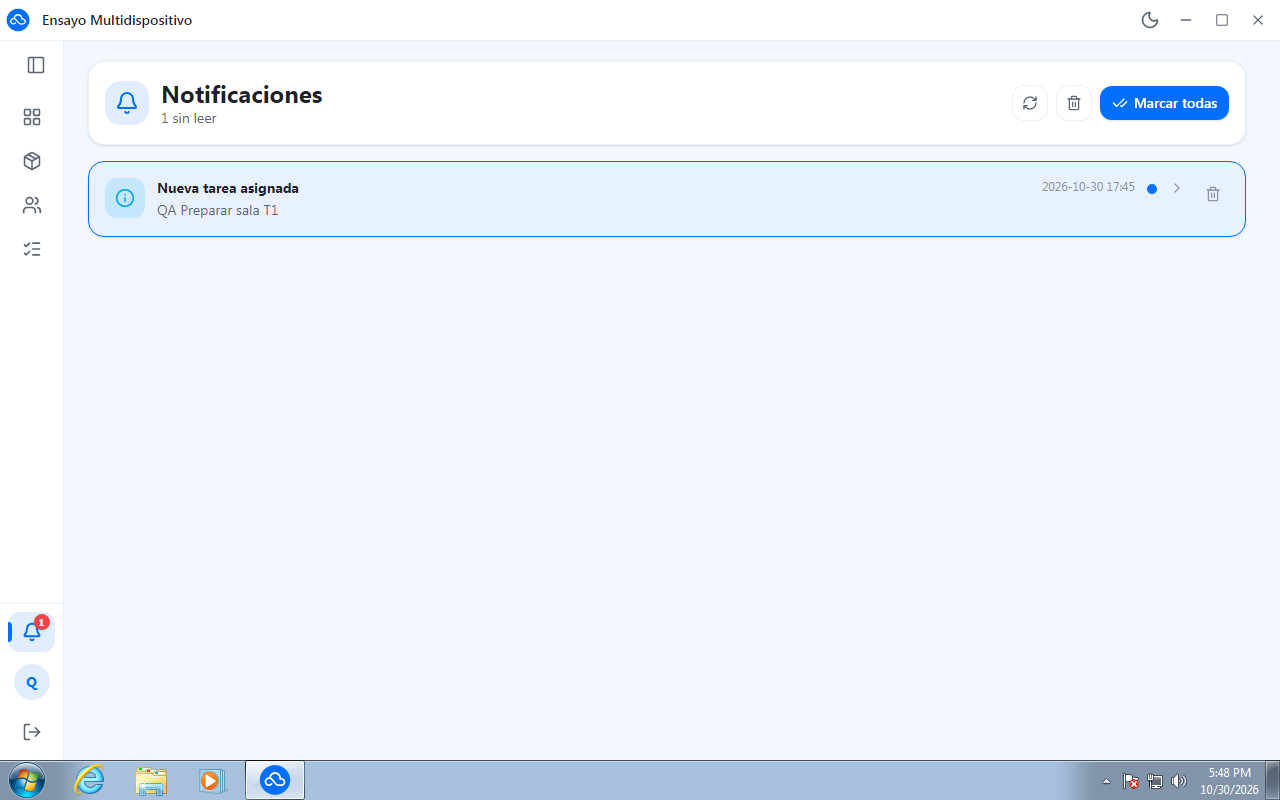 Ensayo Multidispositivo
Notificaciones
1 sin leer
Marcar todas
Nueva tarea asignada
2026-10-30 17:45
QA Preparar sala T1
1
Q
5:48 PM
10/30/2026